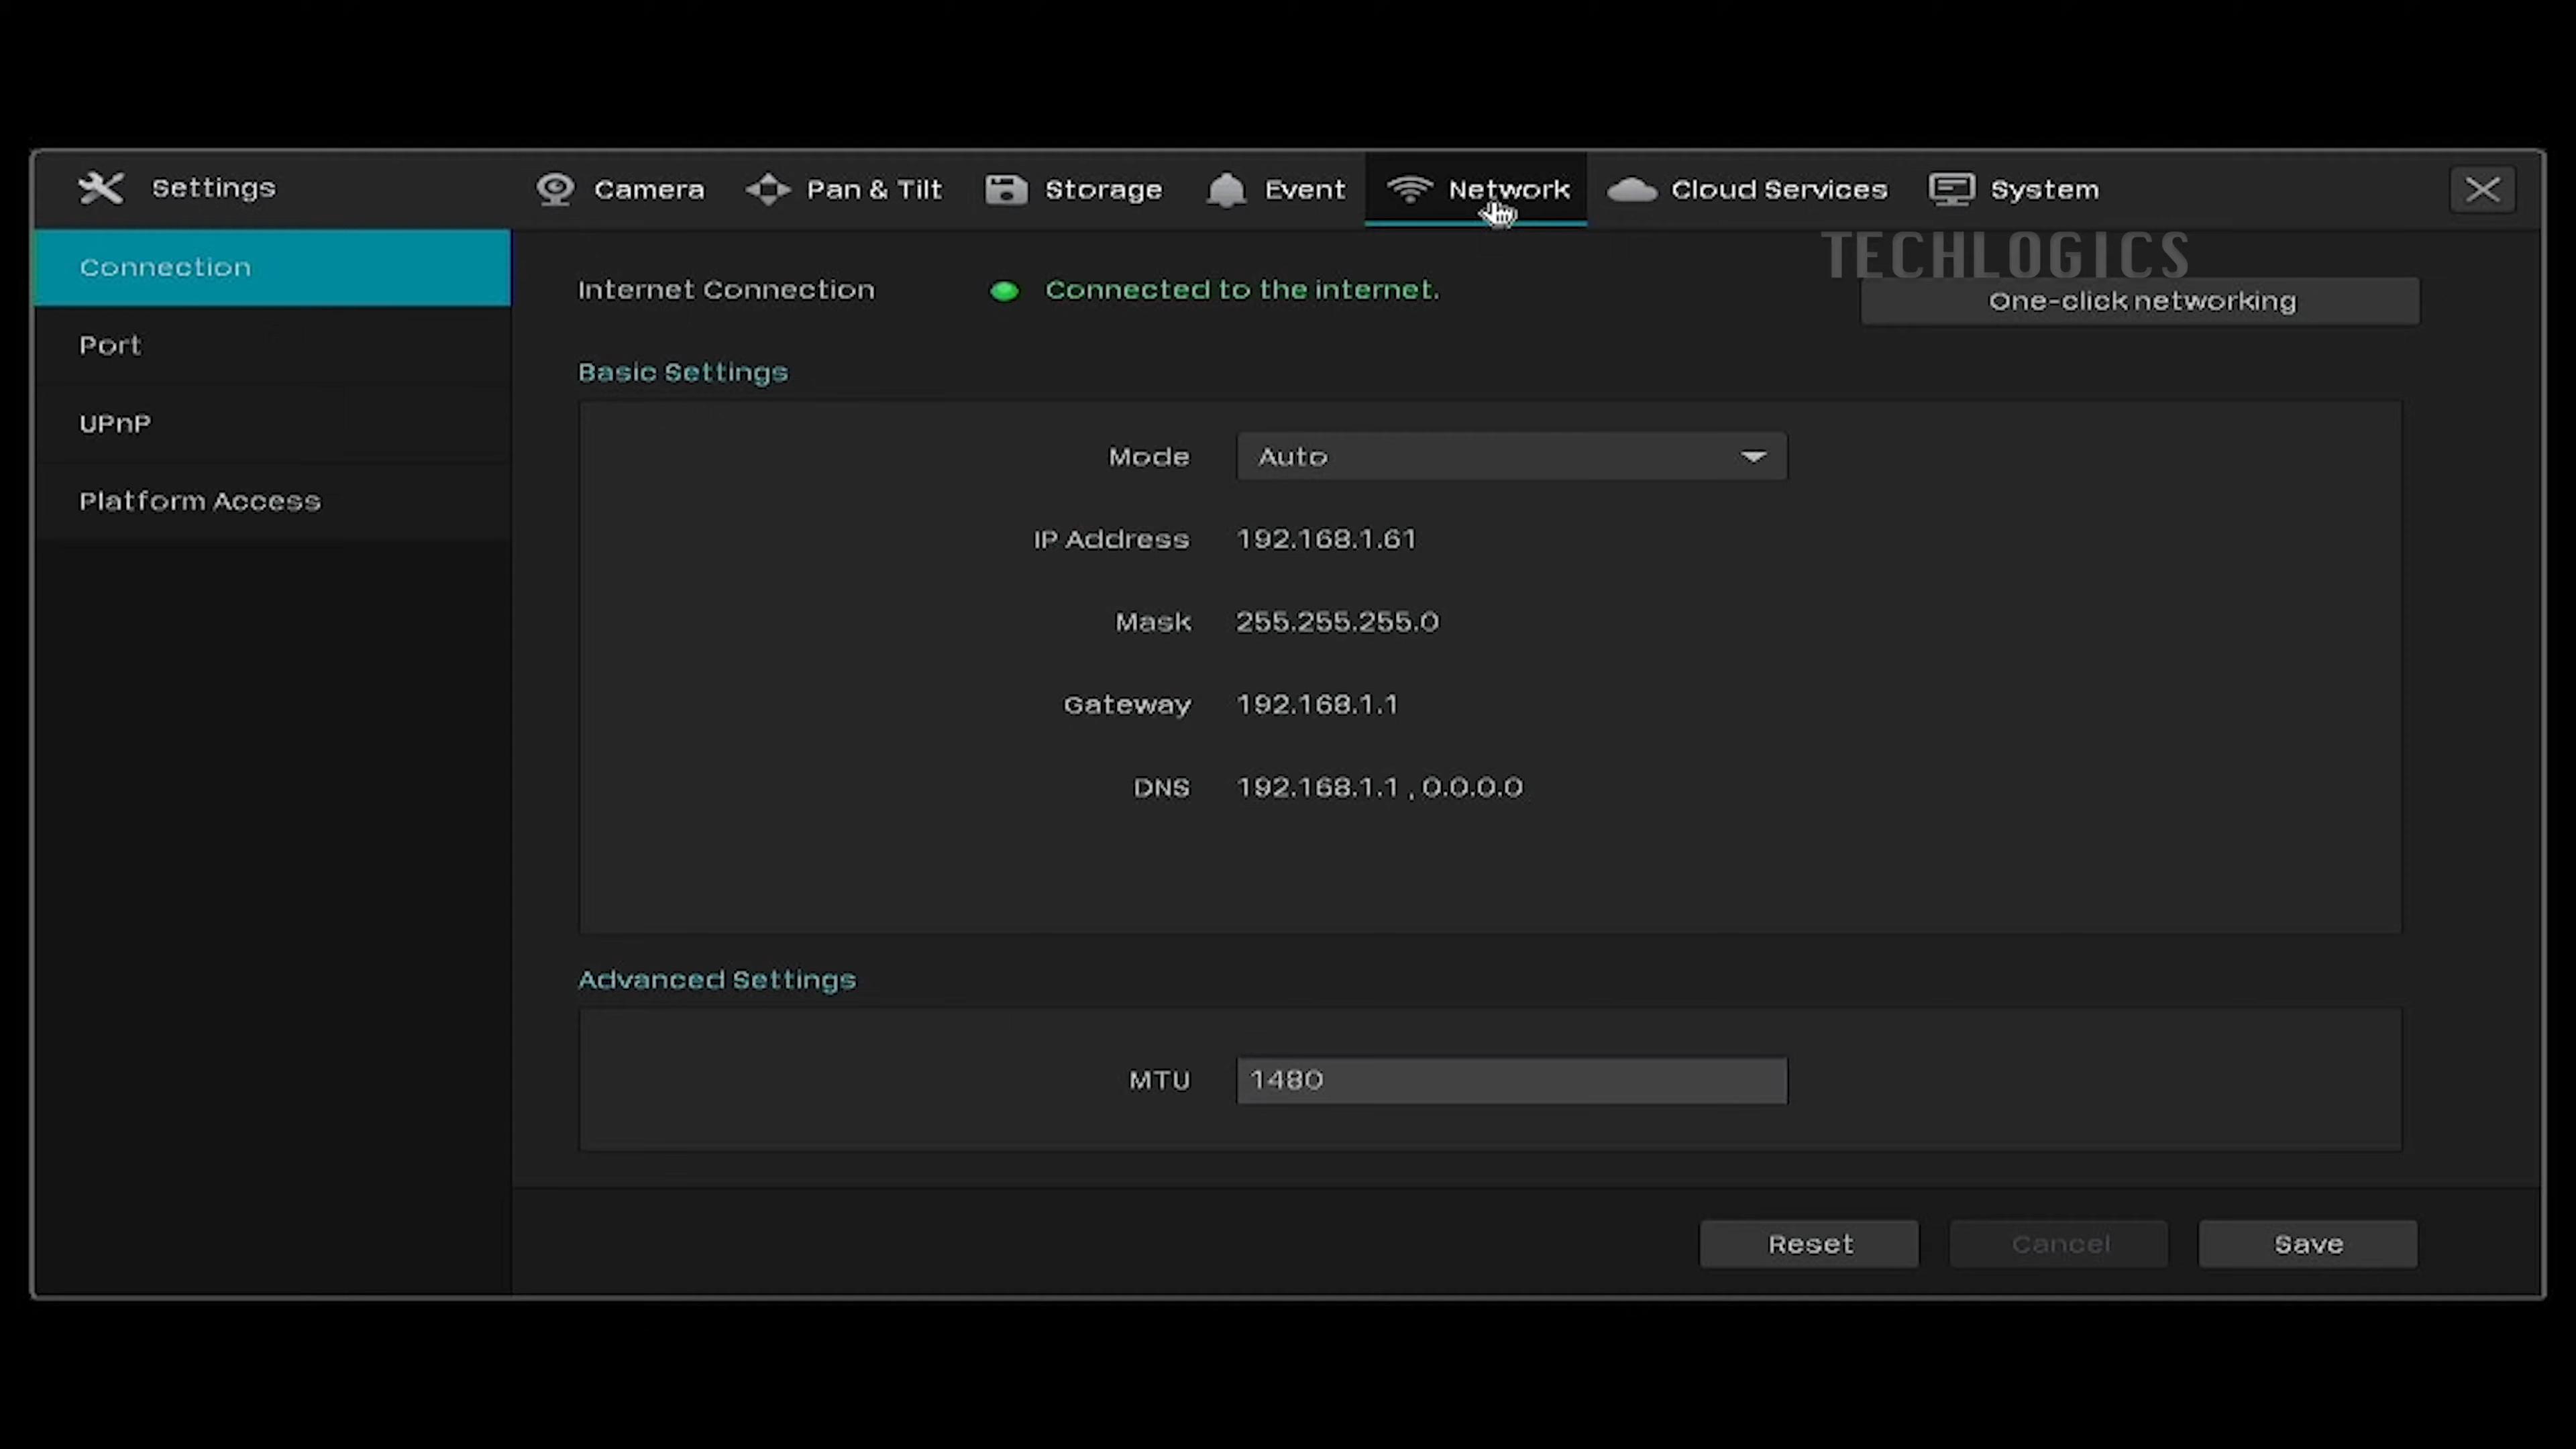 Settings
Camera
Pan & Tilt
Storage
Event
Network
Cloud Services
System
TECHLOGICS
Connection
Port
UPnP
Platform Access
Internet Connection
Connected to the internet.
One-click networking
Basic Settings
Mode Auto
IP Address 192.168.1.61
Mask 255.255.255.0
Gateway 192.168.1.1
DNS 192.168.1.1 , 0.0.0.0
Advanced Settings
MTU 1480
Reset
Cancel
Save